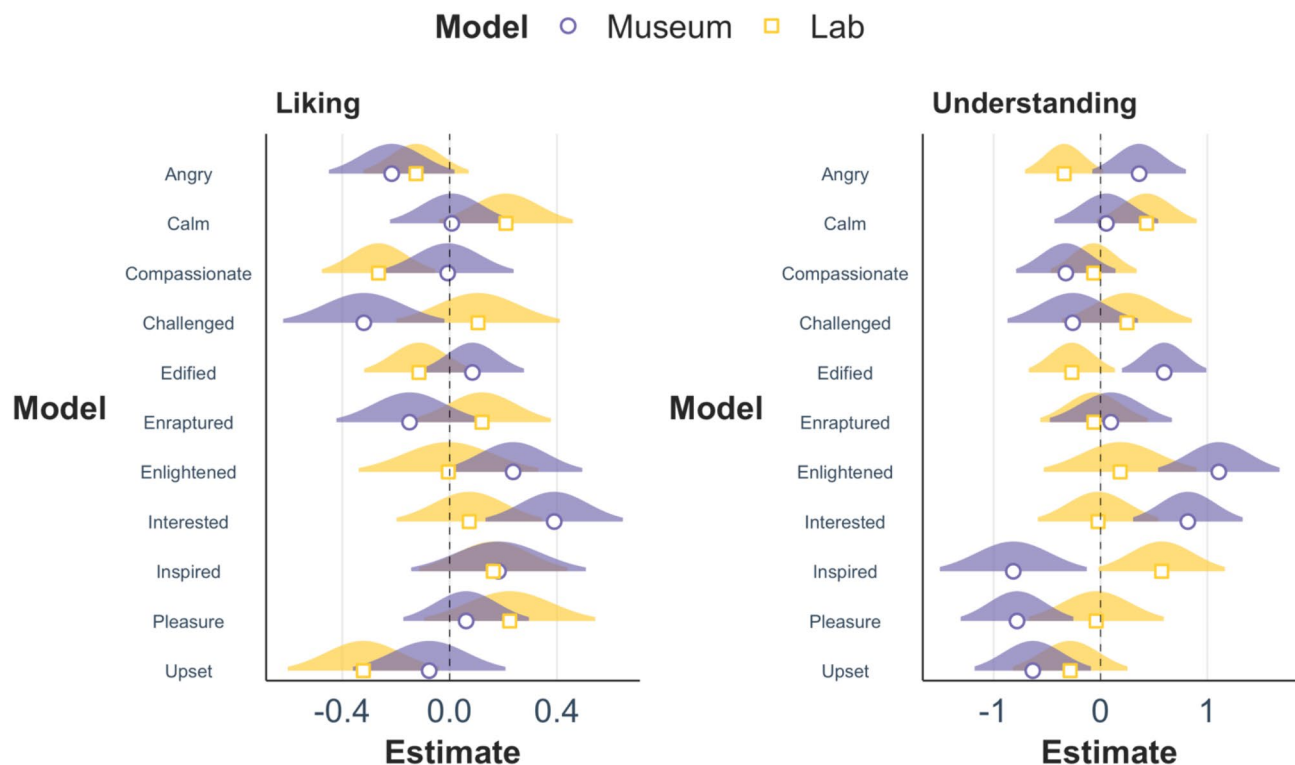 Model Museum Lab
Liking
Angry
Calm
Compassionate
Challenged
Edified
Model
Enraptured
Enlightened
Interested
Inspired
Pleasure
Upset
-0.4 0.0 0.4
Estimate
Understanding
Angry
Calm
Compassionate
Challenged
Edified
Model
Enraptured
Enlightened
Interested
Inspired
Pleasure
Upset
-1 0 1
Estimate